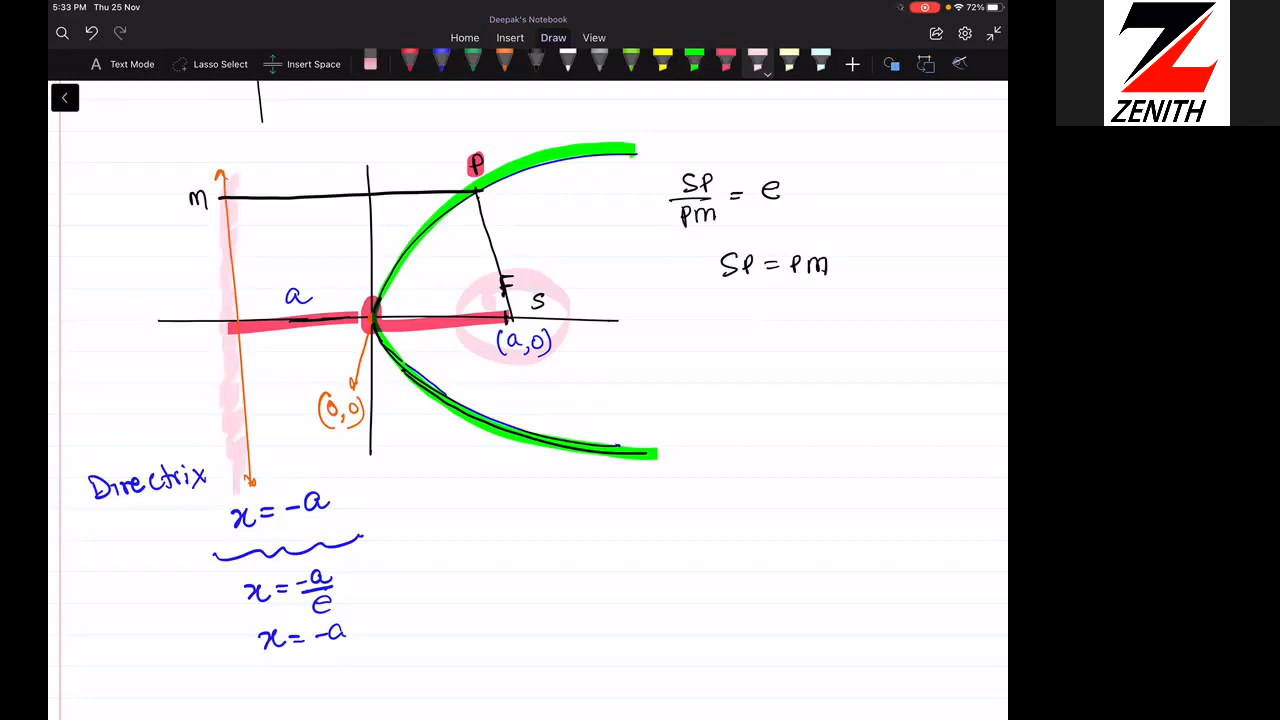 5:33 PM Thu 25 Nov
72%
Deepak's Notebook
Home Insert Draw View
A Text Mode Lasso Select Insert Space
ZENITH
P
m
SP/PM = e
SP = PM
a
F
S
(a,0)
(0,0)
Directrix
x = -a
x = -a/e
x = -a